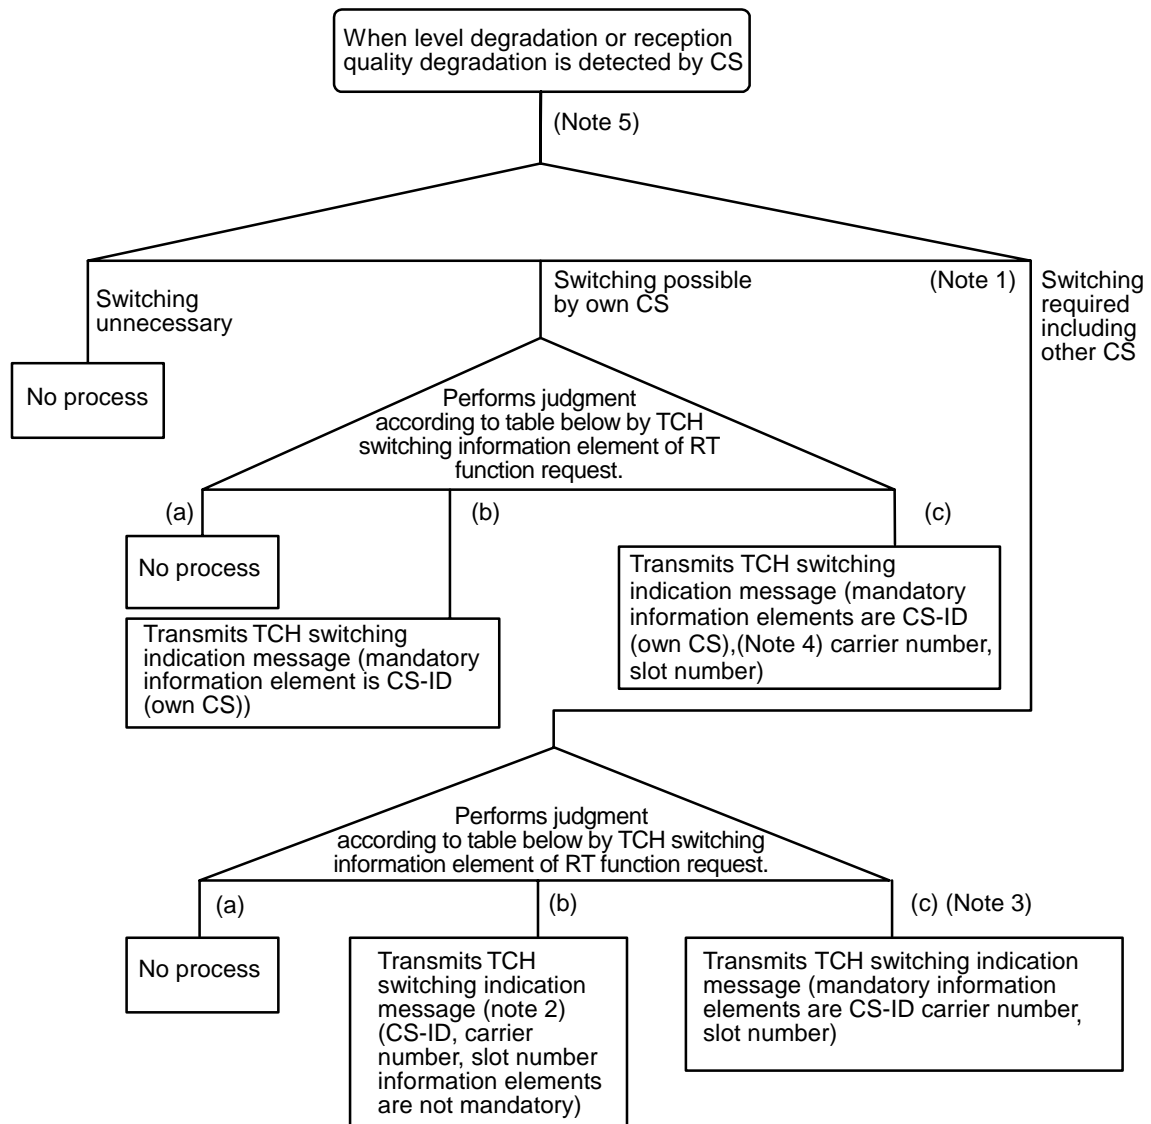 When level degradation or reception
quality degradation is detected by CS
(Note 5)
Switching
unnecessary
Switching possible
by own CS
(Note 1)
Switching
required
including
other CS
No process
Performs judgment
according to table below by TCH
switching information element of RT
function request.
(a)
(b)
(c)
No process
Transmits TCH switching
indication message (mandatory
information element is CS-ID
(own CS))
Transmits TCH switching
indication message (mandatory
information elements are CS-ID
(own CS),(Note 4) carrier number,
slot number)
Performs judgment
according to table below by TCH switching
information element of RT function request.
(a)
(b)
(c) (Note 3)
No process
Transmits TCH
switching indication
message (note 2)
(CS-ID, carrier
number, slot number
information elements
are not mandatory)
Transmits TCH switching indication
message (mandatory information
elements are CS-ID carrier number,
slot number)